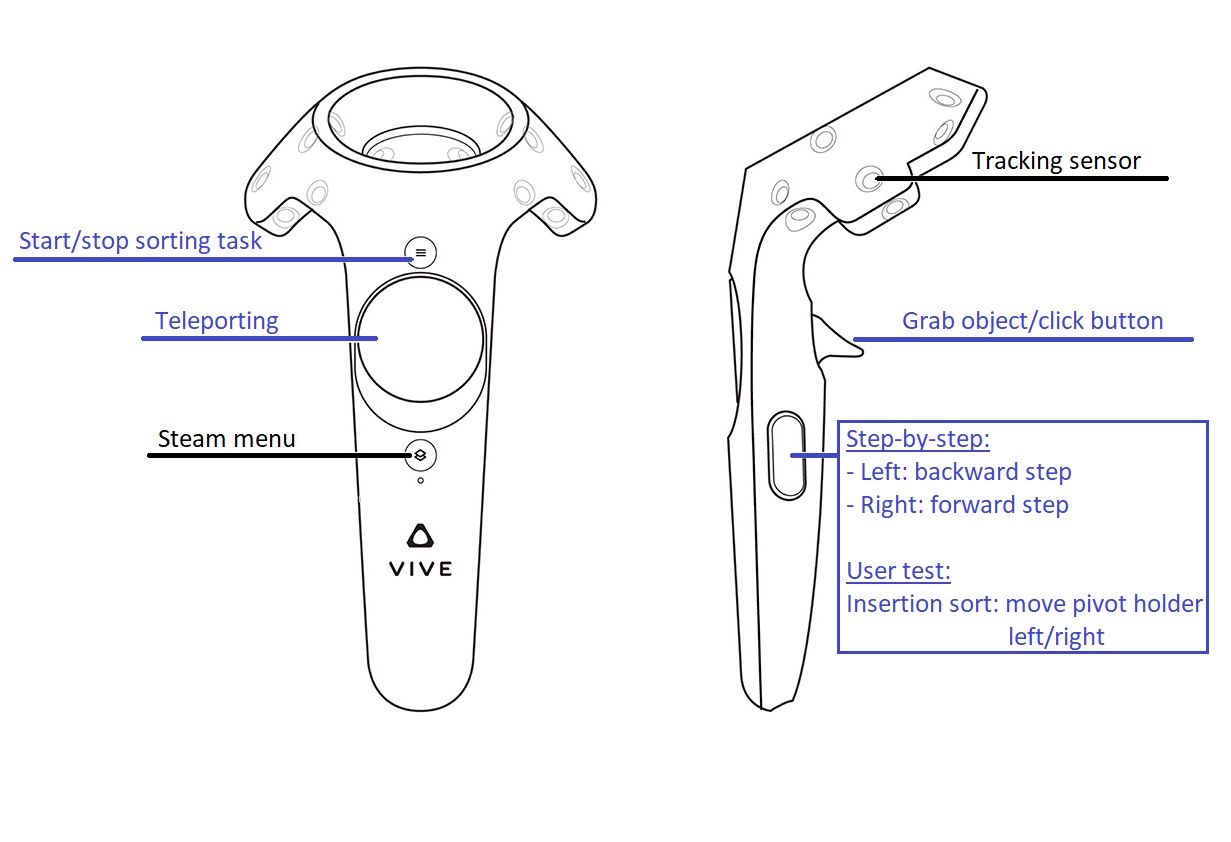 Start/stop sorting task
Teleporting
Steam menu
VIVE
Tracking sensor
Grab object/click button
Step-by-step:
- Left: backward step
- Right: forward step
User test:
Insertion sort: move pivot holder
left/right